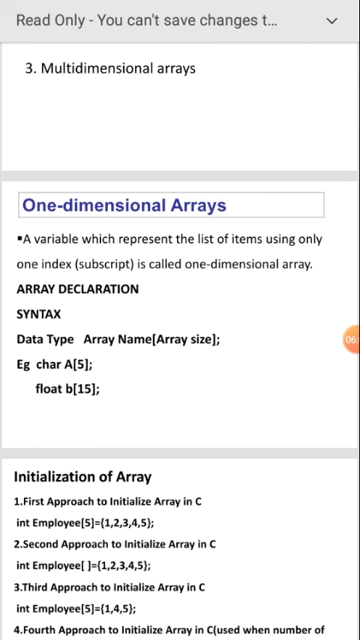 Read Only - You can't save changes t...
3. Multidimensional arrays
One-dimensional Arrays
▪A variable which represent the list of items using only
one index (subscript) is called one-dimensional array.
ARRAY DECLARATION
SYNTAX
Data Type Array Name[Array size];
Eg char A[5];
float b[15];
06:
Initialization of Array
1.First Approach to Initialize Array in C
int Employee[5]={1,2,3,4,5};
2.Second Approach to Initialize Array in C
int Employee[ ]={1,2,3,4,5};
3.Third Approach to Initialize Array in C
int Employee[5]={1,4,5};
4.Fourth Approach to Initialize Array in C(used when number of